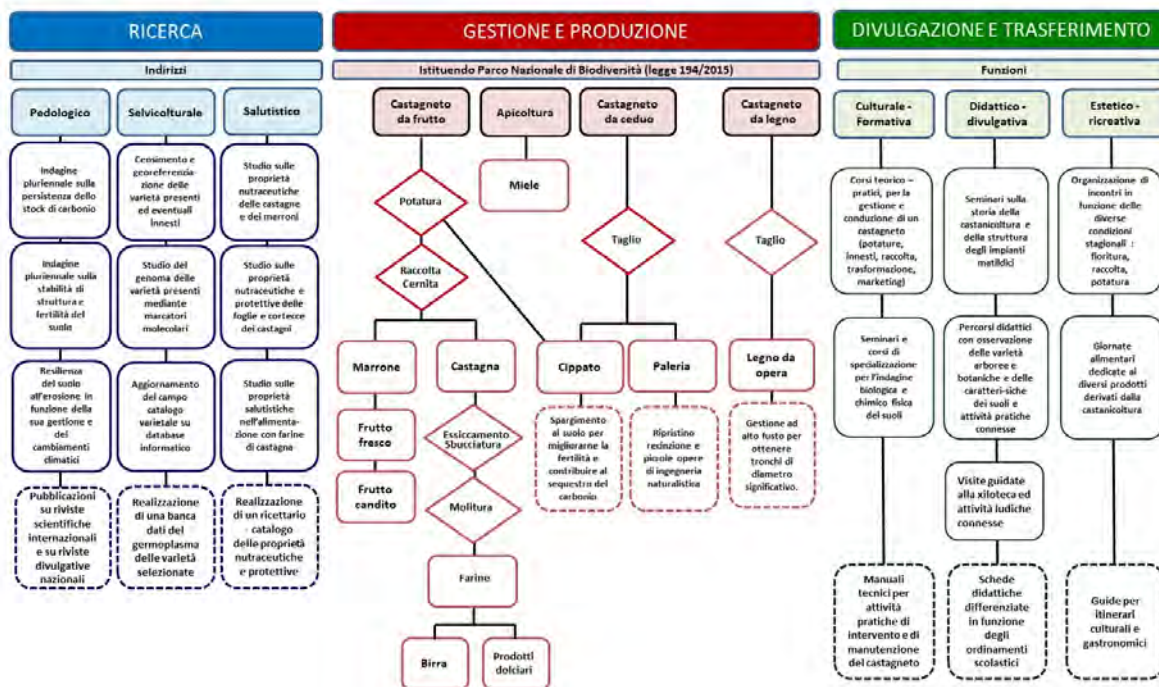 RICERCA
Indirizzi
Pedologico
Indagine
pluriennale sulla
persistenza dello
stock di carbonio
Indagine
pluriennale sulla
stabilità di
struttura e
fertilità del
suolo
Resilienza
del suolo
all'erosione in
funzione della
sua gestione e
dei
cambiamenti
climatici
Pubblicazioni
su riviste
scientifiche
internazionali
e su riviste
divulgative
nazionali
Selvicolturale
Censimento e
georeferenzia-
zione delle
varietà presenti
ed eventuali
innesti
Studio del
genoma delle
varietà presenti
mediante
marcatori
molecolari
Aggiornamento
del campo
catalogo
varietale su
database
informatico
Realizzazione
di una banca
dati del
germoplasma
delle varietà
selezionate
Salutistico
Studio sulle
proprietà
nutraceutiche
delle castagne
e dei marroni
Studio sulle
proprietà
nutraceutiche e
protettive delle
foglie e cortecce
dei castagni
Studio sulle
proprietà
salutistiche
nell'alimenta-
zione con farine
di castagna
Realizzazione
di un ricettario
- catalogo
delle proprietà
nutraceutiche
e protettive
GESTIONE E PRODUZIONE
Istituendo Parco Nazionale di Biodiversità (legge 194/2015)
Castagneto
da frutto
Apicoltura
Castagneto
da ceduo
Castagneto
da legno
Miele
Potatura
Taglio
Taglio
Raccolta
Cernita
Marrone
Castagna
Cippato
Paleria
Legno da
opera
Frutto
fresco
Frutto
candito
Essiccamento
Sbucciatura
Molitura
Farine
Birra
Prodotti
dolciari
Spargimento
al suolo per
migliorarne la
fertilità e
contribuire al
sequestro del
carbonio
Ripristino
recinzione e
piccole opere
di ingegneria
naturalistica
Gestione ad
alto fusto per
ottenere
tronchi di
diametro
significativo.
DIVULGAZIONE E TRASFERIMENTO
Funzioni
Culturale -
Formativa
Corsi teorico –
pratici, per la
gestione e
conduzione di un
castagneto
(potature,
innesti, raccolta,
trasformazione,
marketing)
Seminari e
corsi di
specializzazione
per l'indagine
biologica e
chimico fisica
dei suoli
Manuali
tecnici per
attività
pratiche di
intervento e di
manutenzione
del castagneto
Didattico -
divulgativa
Seminari sulla
storia della
castanicoltura e
della struttura
degli impianti
matildici
Percorsi didattici
con osservazione
delle varietà
arboree e
botaniche e delle
caratteri-siche
dei suoli e
attività pratiche
connesse
Visite guidate
alla xiloteca ed
attività ludiche
connesse
Schede
didattiche
differenziate in
funzione
degli
ordinamenti
scolastici
Estetico -
ricreativa
Organizzazione di
incontri in
funzione delle
diverse
condizioni
stagionali :
fioritura,
raccolta,
potatura
Giornate
alimentari
dedicate ai
diversi prodotti
derivati dalla
castanicoltura
Guide per
itinerari
culturali e
gastronomici